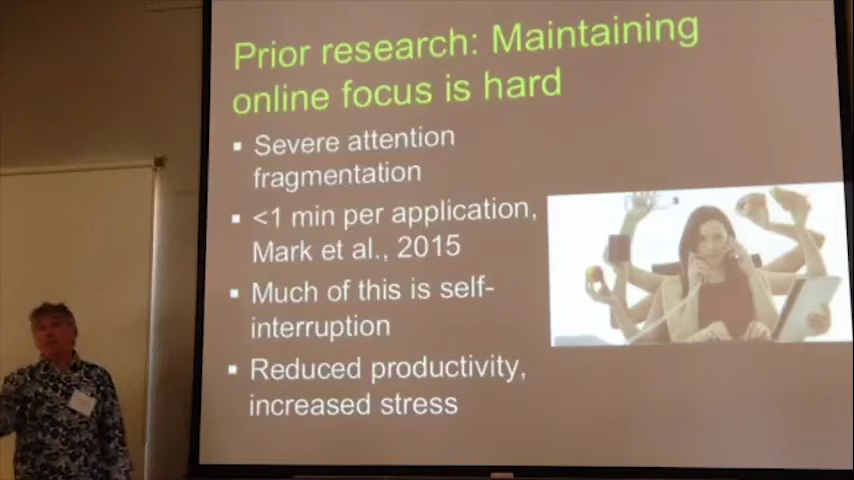 Prior research: Maintaining
online focus is hard
▪ Severe attention
fragmentation
▪ <1 min per application,
Mark et al., 2015
▪ Much of this is self-
interruption
▪ Reduced productivity,
increased stress